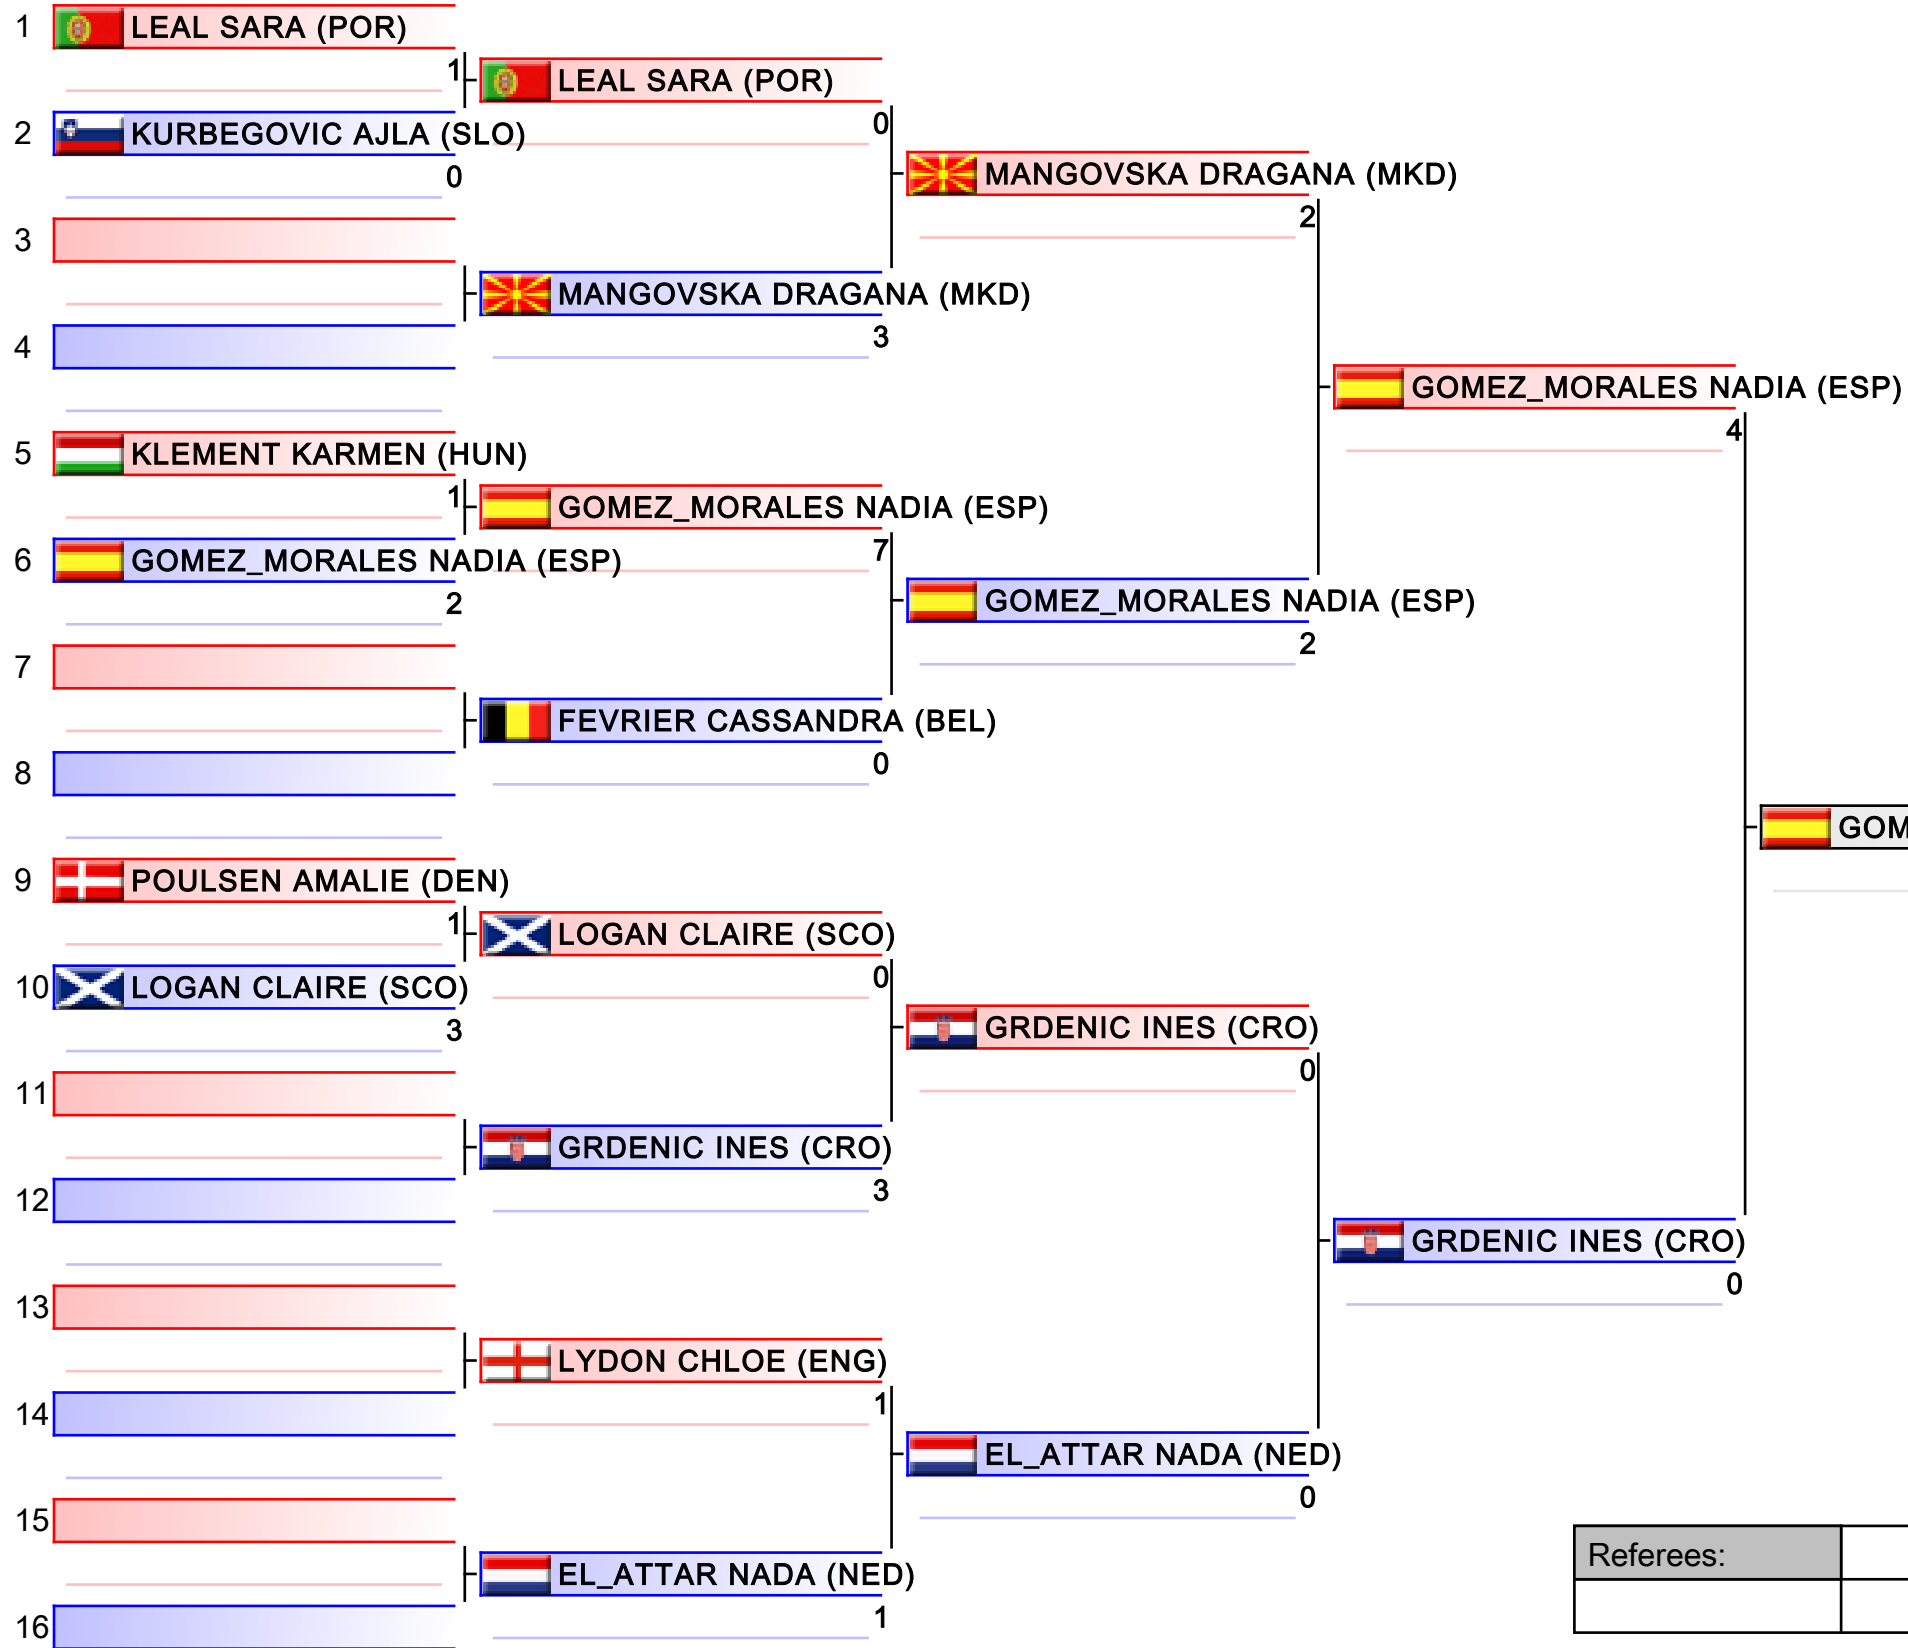 1 LEAL SARA (POR)
1 LEAL SARA (POR)
0
2 KURBEGOVIC AJLA (SLO)
0
MANGOVSKA DRAGANA (MKD)
2
3
MANGOVSKA DRAGANA (MKD)
3
4
GOMEZ_MORALES NADIA (ESP)
4
5 KLEMENT KARMEN (HUN)
1 GOMEZ_MORALES NADIA (ESP)
7
6 GOMEZ_MORALES NADIA (ESP)
2
GOMEZ_MORALES NADIA (ESP)
2
7
FEVRIER CASSANDRA (BEL)
0
8
GOM
9 POULSEN AMALIE (DEN)
1 LOGAN CLAIRE (SCO)
0
10 LOGAN CLAIRE (SCO)
3
GRDENIC INES (CRO)
0
11
GRDENIC INES (CRO)
3
12
GRDENIC INES (CRO)
0
13
LYDON CHLOE (ENG)
1
14
EL_ATTAR NADA (NED)
0
15
Referees:
EL_ATTAR NADA (NED)
1
16